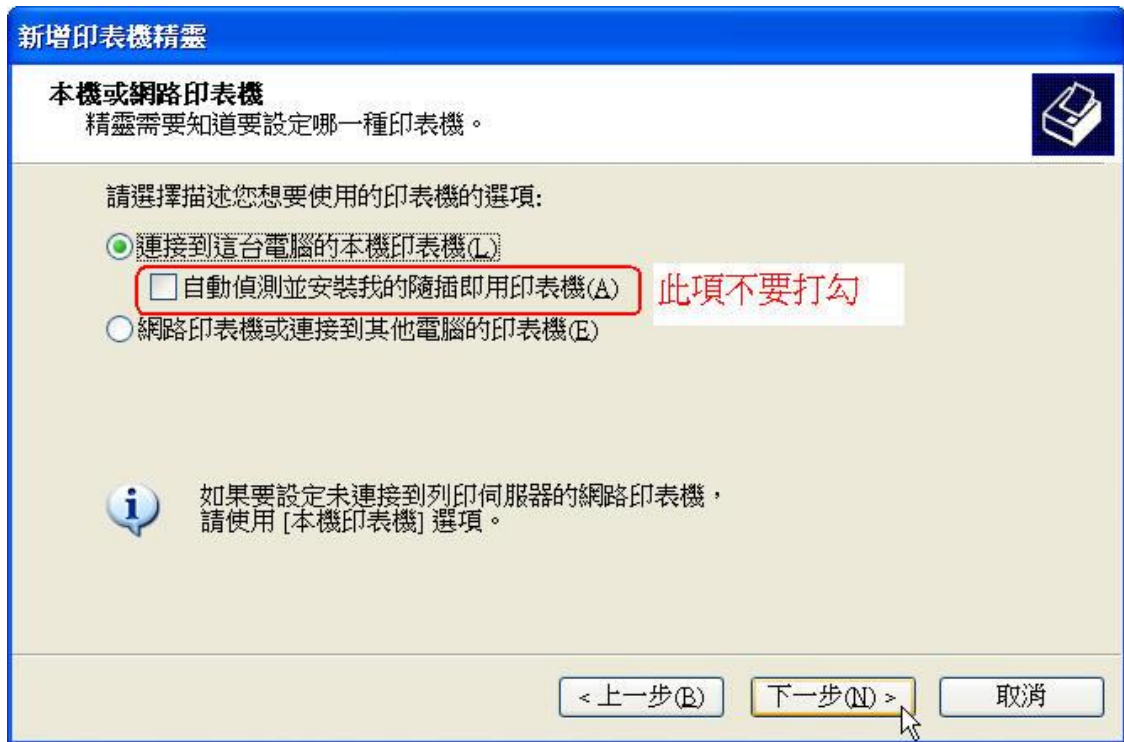 新增印表機精靈
本機或網路印表機
精靈需要知道要設定哪一種印表機。
請選擇描述您想要使用的印表機的選項:
連接到這台電腦的本機印表機(L)
自動偵測並安裝我的隨插即用印表機(A)
此項不要打勾
網路印表機或連接到其他電腦的印表機(E)
如果要設定未連接到列印伺服器的網路印表機，
請使用 [本機印表機] 選項。
< 上一步(B)
下一步(N) >
取消